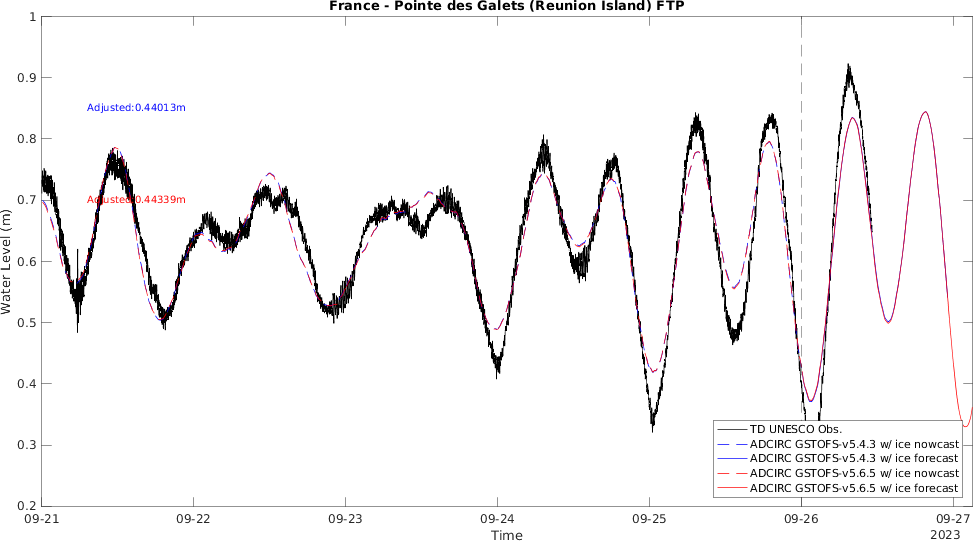 France - Pointe des Galets (Reunion Island) FTP
1
0.9
0.8
0.7
0.6
0.5
0.4
0.3
0.2
Water Level (m)
Adjusted:0.44013m
Adjusted:0.44339m
TD UNESCO Obs.
ADCIRC GSTOFS-v5.4.3 w/ ice nowcast
ADCIRC GSTOFS-v5.4.3 w/ ice forecast
ADCIRC GSTOFS-v5.6.5 w/ ice nowcast
ADCIRC GSTOFS-v5.6.5 w/ ice forecast
09-21 09-22 09-23 09-24 09-25 09-26 09-27
Time
2023